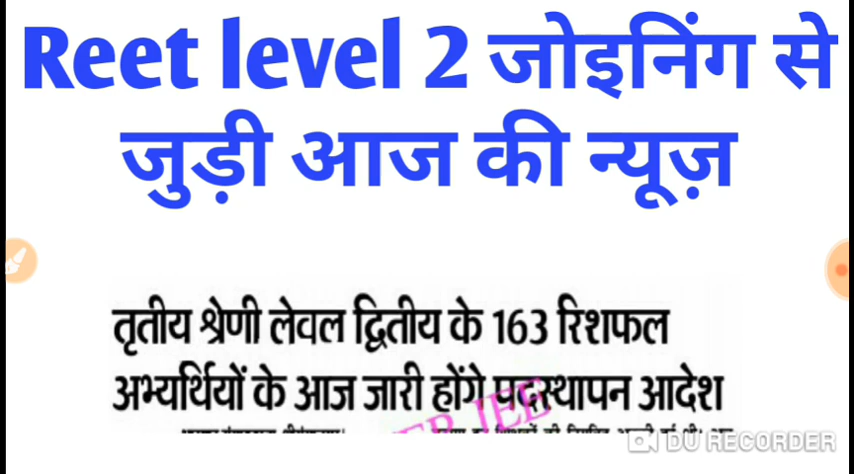 Reet level 2 जोइनिंग से
जुड़ी आज की न्यूज़
तृतीय श्रेणी लेवल द्वितीय के 163 रिशफल
अभ्यर्थियों के आज जारी होंगे पदस्थापन आदेश
DU RECORDER